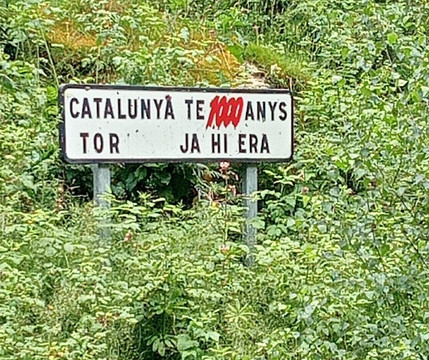 CATALUNYA TE 1000 ANYS
TOR JA HI ERA